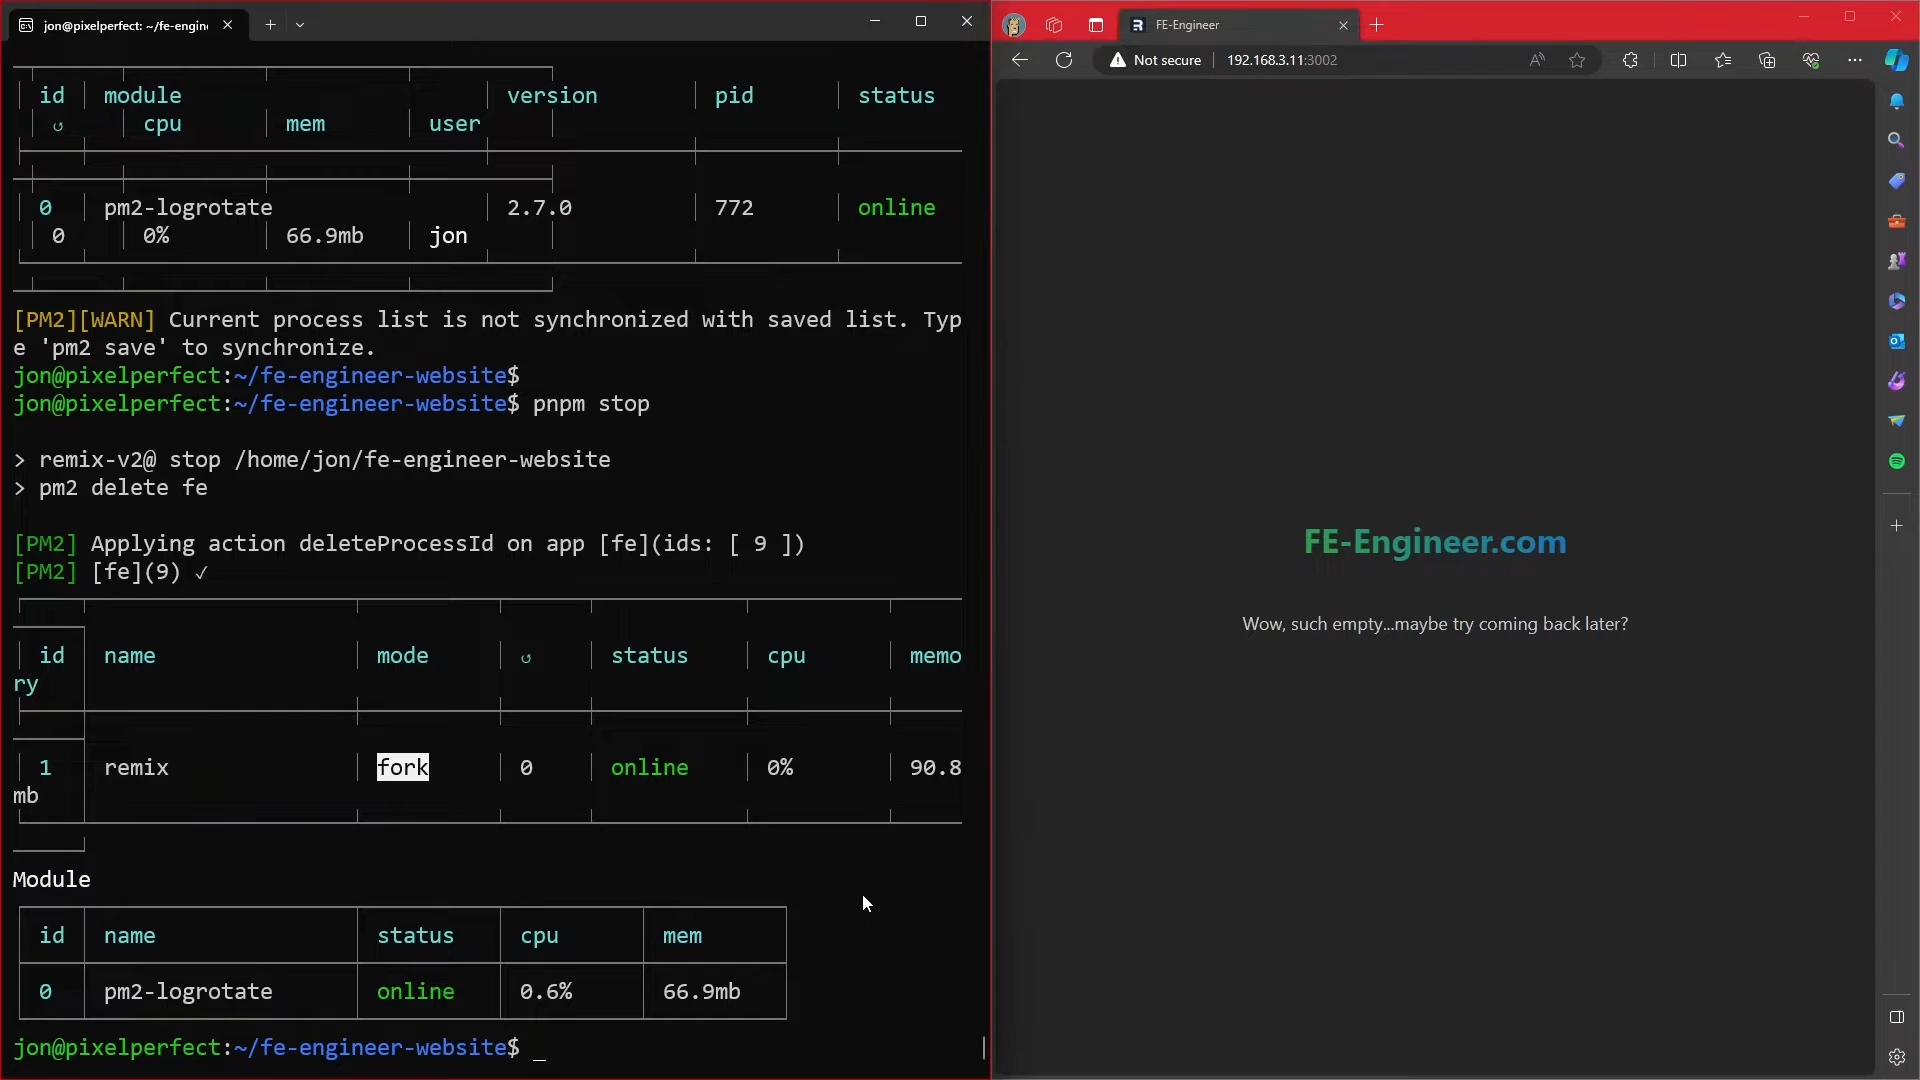 jon@pixelperfect: ~/fe-engin
id module version pid status
↺ cpu mem user
0 pm2-logrotate 2.7.0 772 online
0 0% 66.9mb jon
[PM2][WARN] Current process list is not synchronized with saved list. Typ
e 'pm2 save' to synchronize.
jon@pixelperfect:~/fe-engineer-website$
jon@pixelperfect:~/fe-engineer-website$ pnpm stop
> remix-v2@ stop /home/jon/fe-engineer-website
> pm2 delete fe
[PM2] Applying action deleteProcessId on app [fe](ids: [ 9 ])
[PM2] [fe](9) ✓
id name mode ↺ status cpu memo
ry
1 remix fork 0 online 0% 90.8
mb
Module
id name status cpu mem
0 pm2-logrotate online 0.6% 66.9mb
jon@pixelperfect:~/fe-engineer-website$ _
FE-Engineer
Not secure 192.168.3.11:3002
FE-Engineer.com
Wow, such empty...maybe try coming back later?